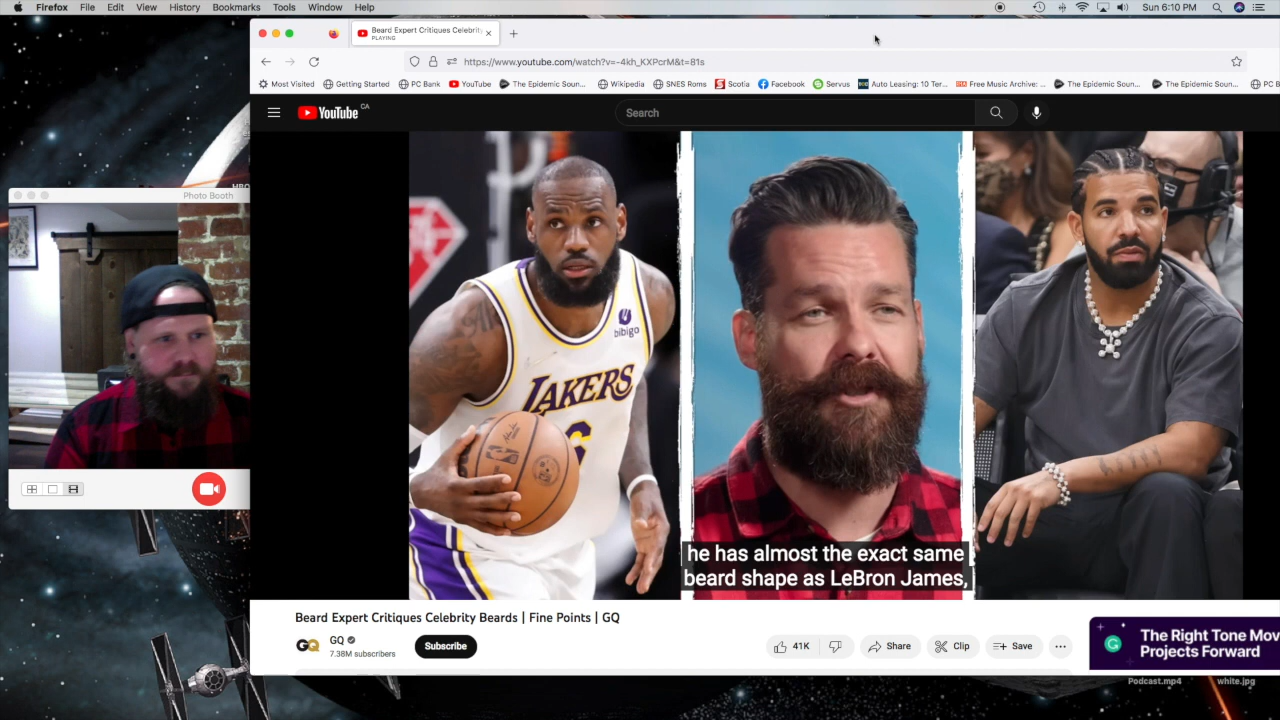 Firefox File Edit View History Bookmarks Tools Window Help
Sun 6:10 PM
Beard Expert Critiques Celebrit
PLAYING
https://www.youtube.com/watch?v=-4kh_KXPcrM&t=81s
Most Visited Getting Started PC Bank YouTube The Epidemic Soun... Wikipedia SNES Roms Scotia Facebook Servus Auto Leasing: 10 Ter... Free Music Archive:... The Epidemic Soun... The Epidemic Soun... PC B
YouTube CA
Search
HBO
Photo Booth
bibigo
LAKERS
6
he has almost the exact same
beard shape as LeBron James,
Beard Expert Critiques Celebrity Beards | Fine Points | GQ
GQ
GQ
7.38M subscribers
Subscribe
41K
Share
Clip
Save
The Right Tone Mov
Projects Forward
Podcast.mp4
white.jpg